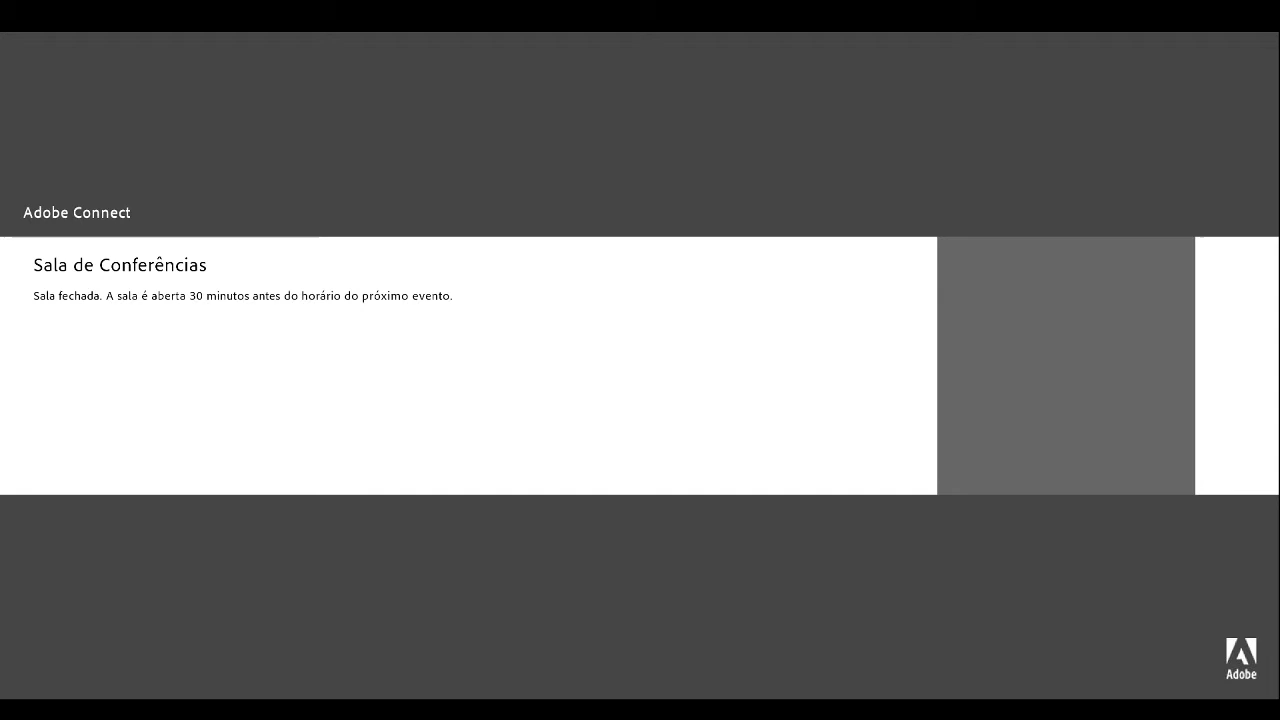 Adobe Connect
Sala de Conferências
Sala fechada. A sala é aberta 30 minutos antes do horário do próximo evento.
Adobe